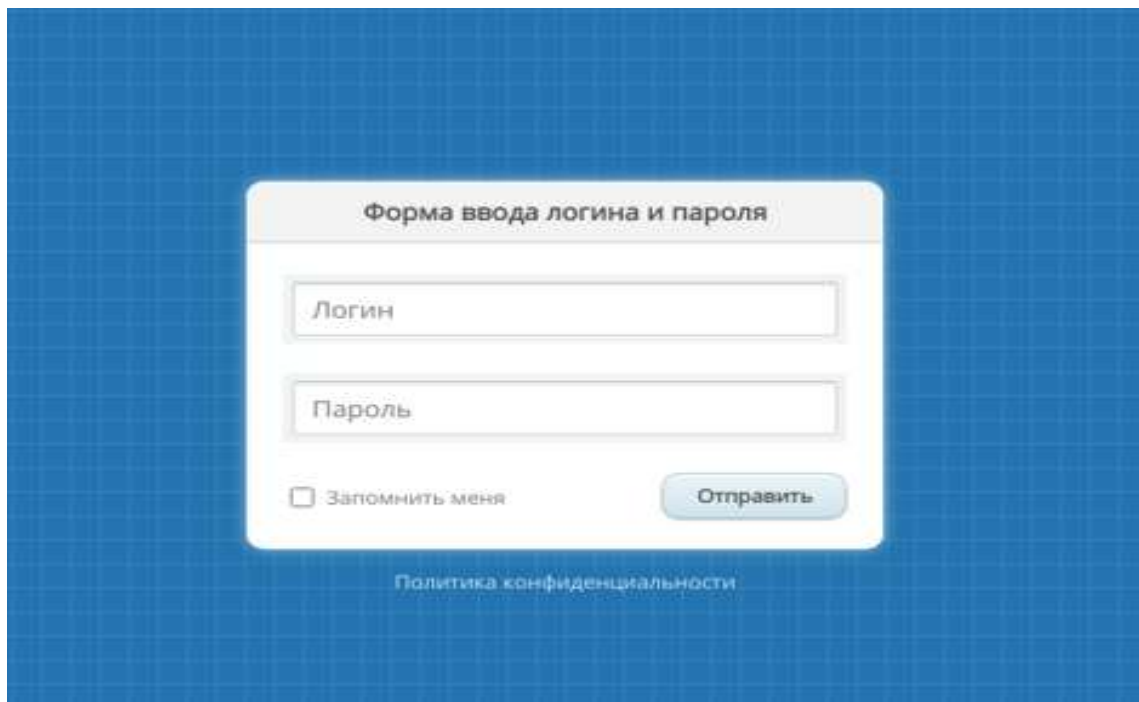 Форма ввода логина и пароля
Логин
Пароль
Запомнить меня
Отправить
Политика конфиденциальности